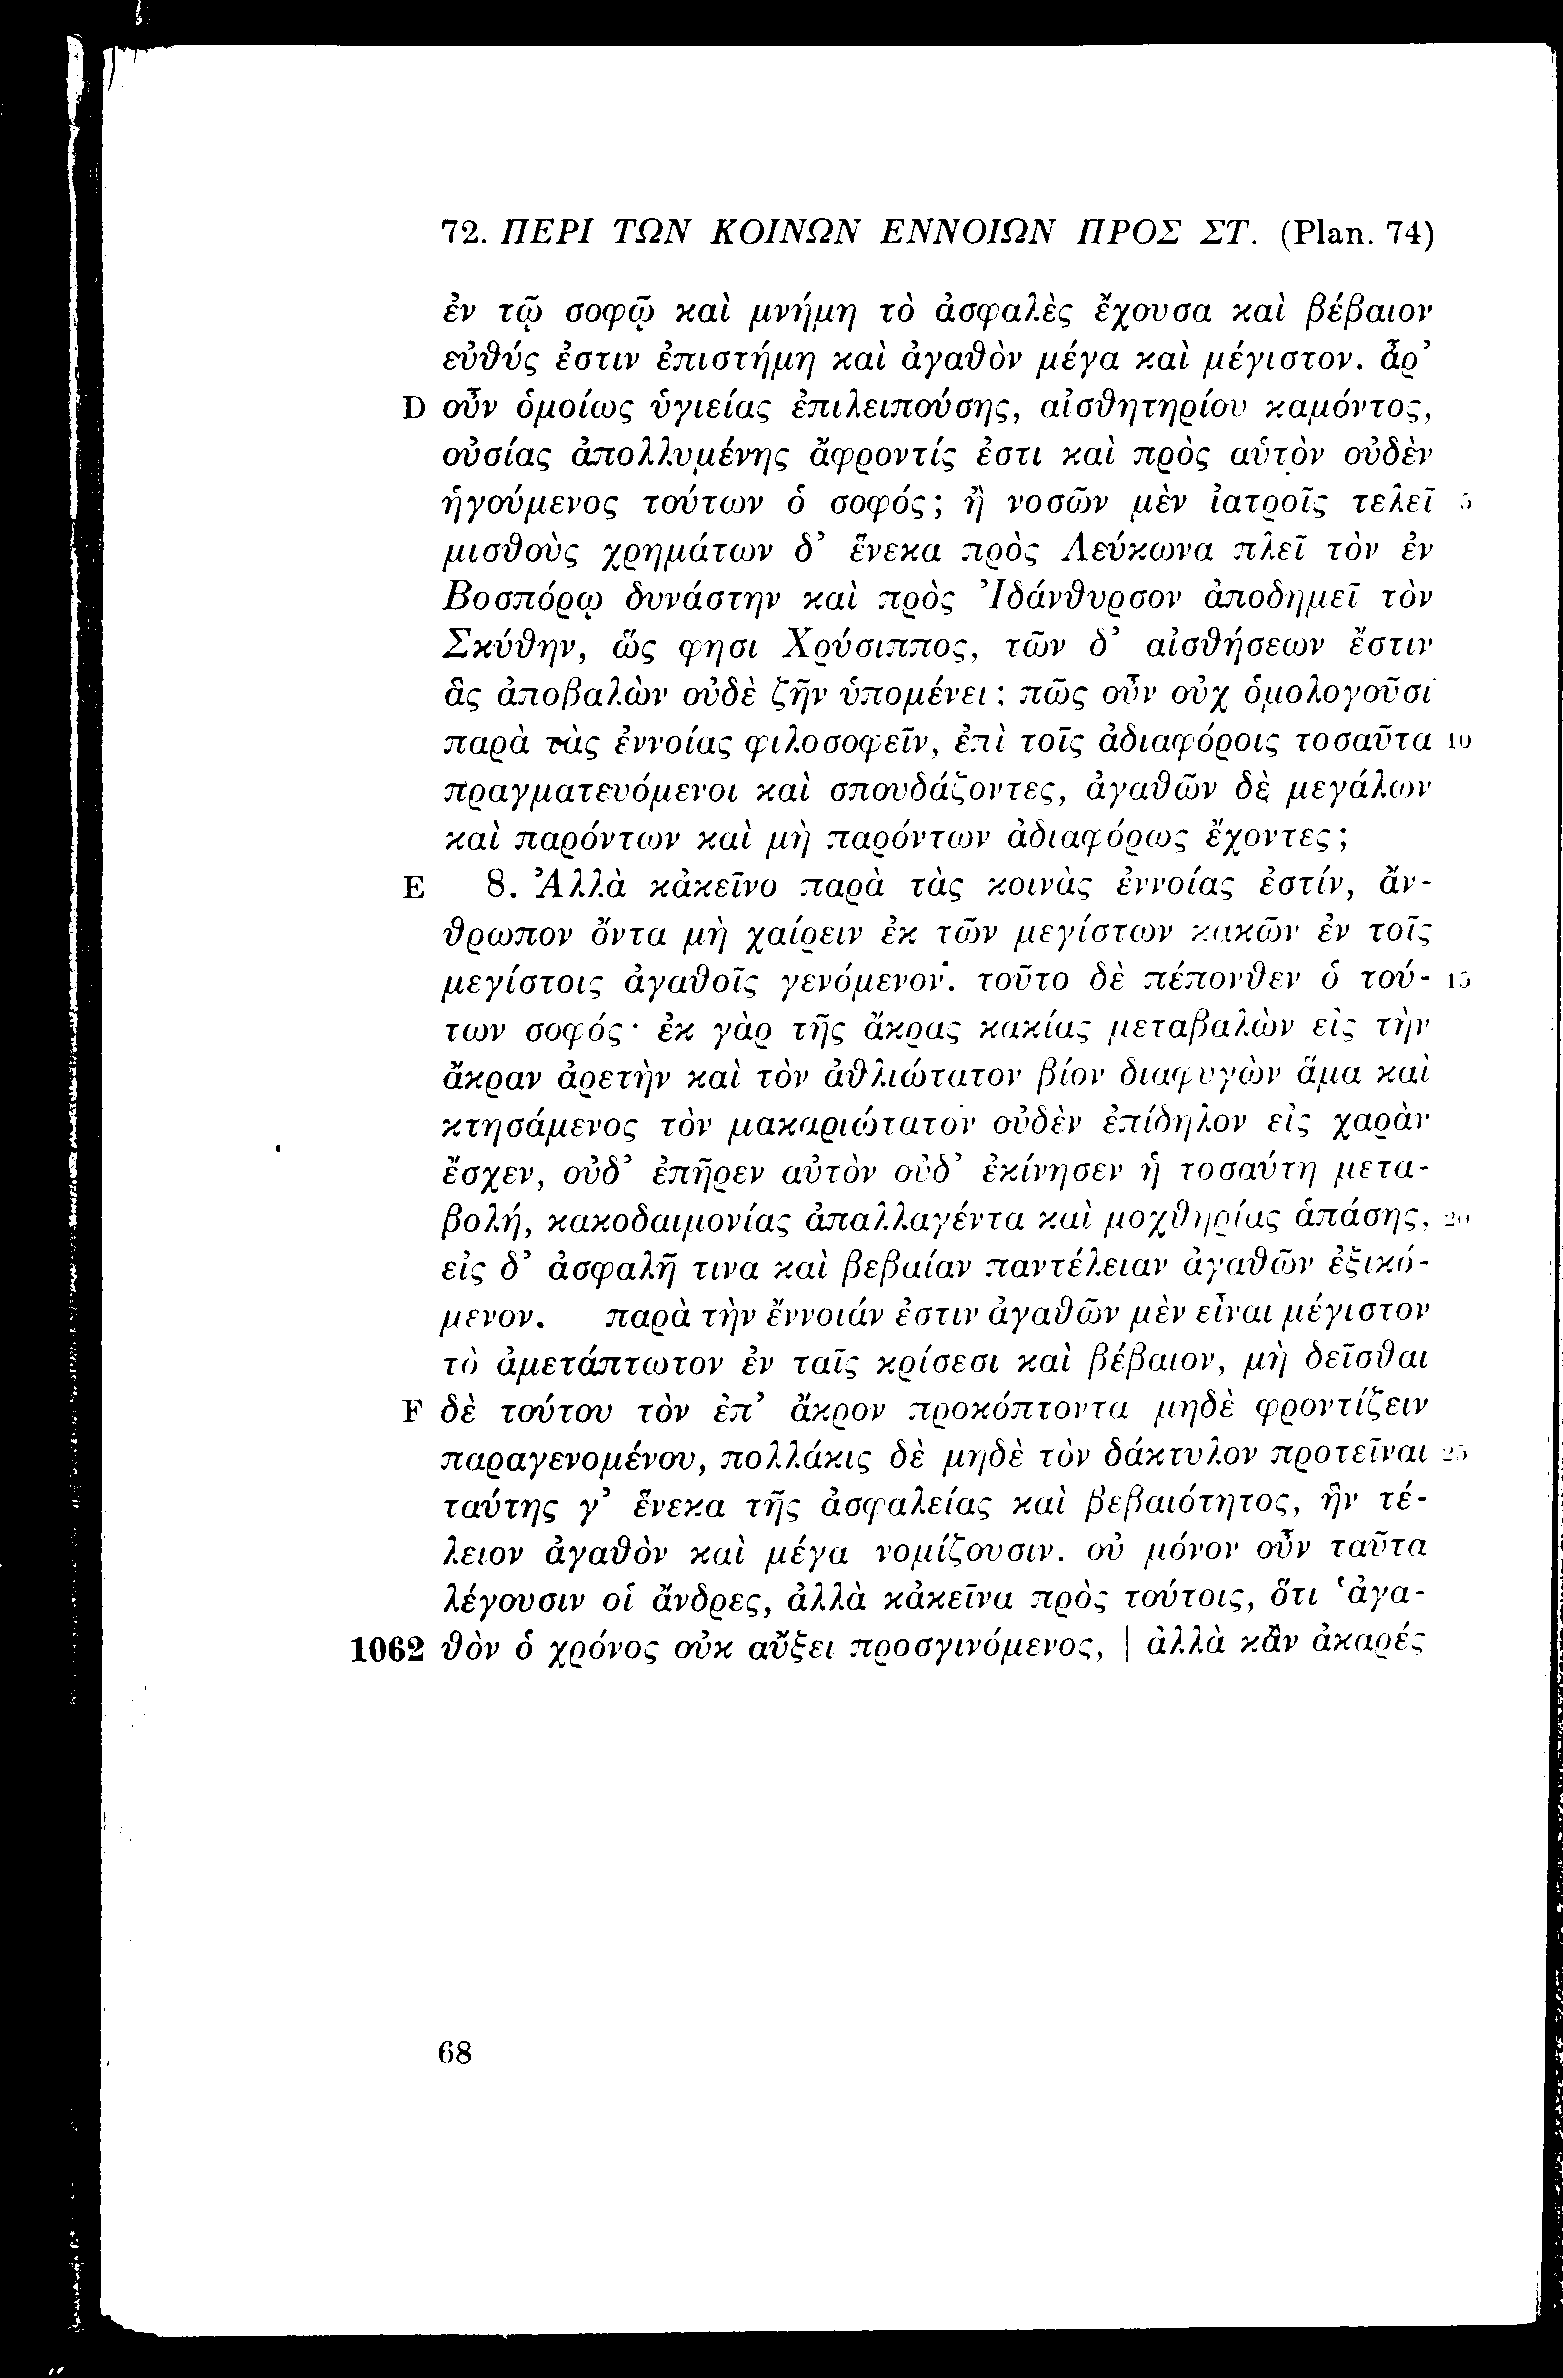 72. ΠΕΡΙ ΤΩΝ ΚΟΙΝΩΝ ΕΝΝΟΙΩΝ ΠΡΟΣ ΣΤ. (Plan. 74)
ἐν τῷ σοφῷ καὶ μνήμη τὸ ἀσφαλὲς ἔχουσα καὶ βέβαιον
εὐθύς ἐστιν ἐπιστήμη καὶ ἀγαθὸν μέγα καὶ μέγιστον. ἆρ’
D οὖν ὁμοίως ὑγιείας ἐπιλειπούσης, αἰσθητηρίου καμόντος,
οὐσίας ἀπολλυμένης ἄφροντίς ἐστι καὶ πρὸς αὑτὸν οὐδὲν
ἡγούμενος τούτων ὁ σοφός; ἢ νοσῶν μὲν ἰατροῖς τελεῖ 5
μισθοὺς χρημάτων δ’ ἕνεκα πρὸς Λεύκωνα πλεῖ τὸν ἐν
Βοσπόρῳ δυνάστην καὶ πρὸς Ἰδάνθυρσον ἀποδημεῖ τὸν
Σκύθην, ὥς φησι Χρύσιππος, τῶν δ’ αἰσθήσεων ἔστιν
ἃς ἀποβαλὼν οὐδὲ ζῆν ὑπομένει; πῶς οὖν οὐχ ὁμολογοῦσι
παρὰ τὰς ἐννοίας φιλοσοφεῖν, ἐπὶ τοῖς ἀδιαφόροις τοσαῦτα 10
πραγματευόμενοι καὶ σπουδάζοντες, ἀγαθῶν δὲ μεγάλων
καὶ παρόντων καὶ μὴ παρόντων ἀδιαφόρως ἔχοντες;
E 8. Ἀλλὰ κἀκεῖνο παρὰ τὰς κοινὰς ἐννοίας ἐστίν, ἄν-
θρωπον ὄντα μὴ χαίρειν ἐκ τῶν μεγίστων κακῶν ἐν τοῖς
μεγίστοις ἀγαθοῖς γενόμενον. τοῦτο δὲ πέπονθεν ὁ τού- 15
των σοφός· ἐκ γὰρ τῆς ἄκρας κακίας μεταβαλὼν εἰς τὴν
ἄκραν ἀρετὴν καὶ τὸν ἀθλιώτατον βίον διαφυγὼν ἅμα καὶ
κτησάμενος τὸν μακαριώτατον οὐδὲν ἐπίδηλον εἰς χαρὰν
ἔσχεν, οὐδ’ ἐπῆρεν αὐτὸν οὐδ’ ἐκίνησεν ἡ τοσαύτη μετα-
βολή, κακοδαιμονίας ἀπαλλαγέντα καὶ μοχθηρίας ἁπάσης, 20
εἰς δ’ ἀσφαλῆ τινα καὶ βεβαίαν παντέλειαν ἀγαθῶν ἐξικό-
μενον. παρὰ τὴν ἔννοιάν ἐστιν ἀγαθῶν μὲν εἶναι μέγιστον
τὸ ἀμετάπτωτον ἐν ταῖς κρίσεσι καὶ βέβαιον, μὴ δεῖσθαι
F δὲ τούτου τὸν ἐπ’ ἄκρον προκόπτοντα μηδὲ φροντίζειν
παραγενομένου, πολλάκις δὲ μηδὲ τὸν δάκτυλον προτεῖναι 25
ταύτης γ’ ἕνεκα τῆς ἀσφαλείας καὶ βεβαιότητος, ἣν τέ-
λειον ἀγαθὸν καὶ μέγα νομίζουσιν. οὐ μόνον οὖν ταῦτα
λέγουσιν οἱ ἄνδρες, ἀλλὰ κἀκεῖνα πρὸς τούτοις, ὅτι ‘ἀγα-
1062 θὸν ὁ χρόνος οὐκ αὔξει προσγινόμενος, | ἀλλὰ κἂν ἀκαρές
68